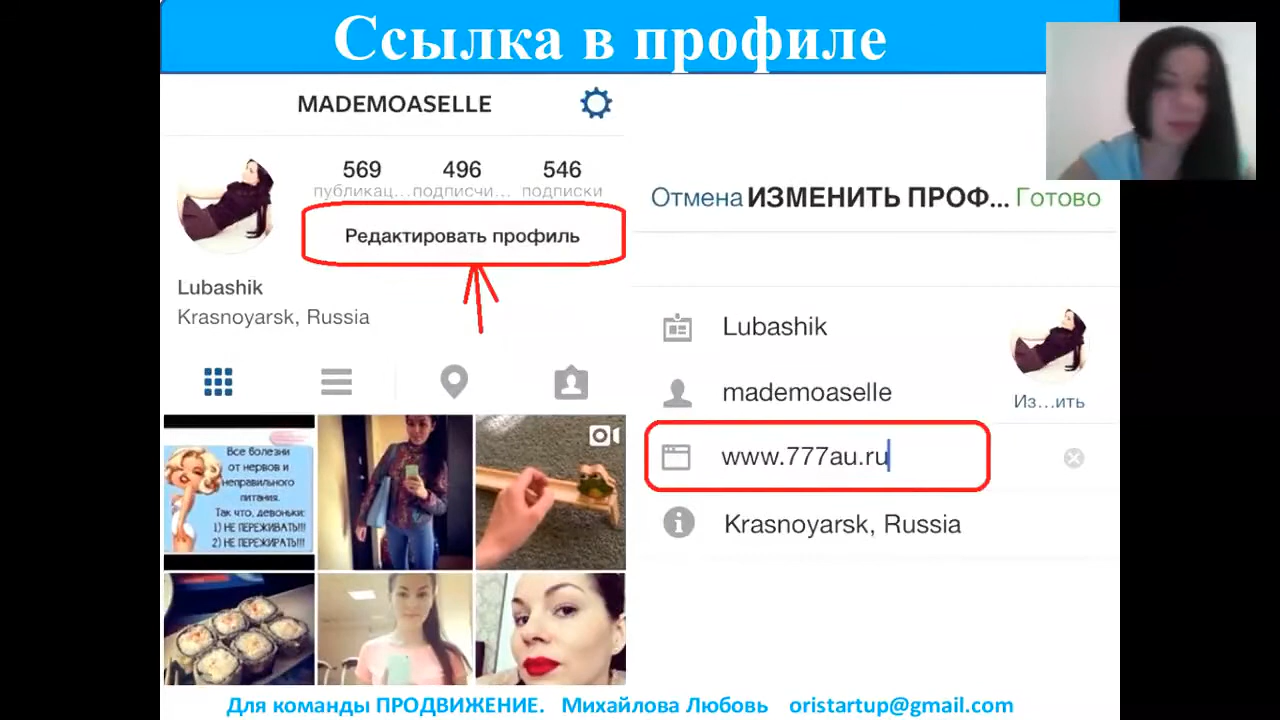 Ссылка в профиле
MADEMOASELLE
569 496 546
публикац... подписчи... подписки
Редактировать профиль
Lubashik
Krasnoyarsk, Russia
Все болезни
от нервов и
неправильного
питания.
Так что, девоньки:
1) НЕ ПЕРЕЖИВАТЬ!!!
2) НЕ ПЕРЕЖИРАТЬ!!!
Отмена ИЗМЕНИТЬ ПРОФ... Готово
Lubashik
mademoaselle
Из...ить
www.777au.ru
Krasnoyarsk, Russia
Для команды ПРОДВИЖЕНИЕ. Михайлова Любовь oristartup@gmail.com